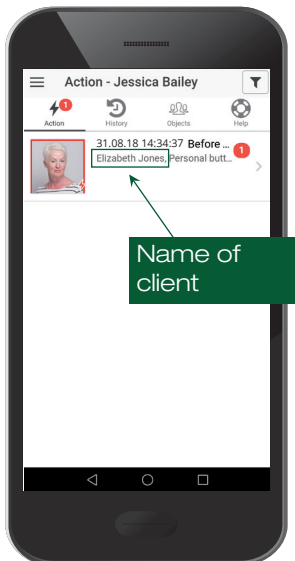 Action - Jessica Bailey
1
Action History Objects Help
31.08.18 14:34:37 Before ...
1
Elizabeth Jones, Personal butt...
Name of
client